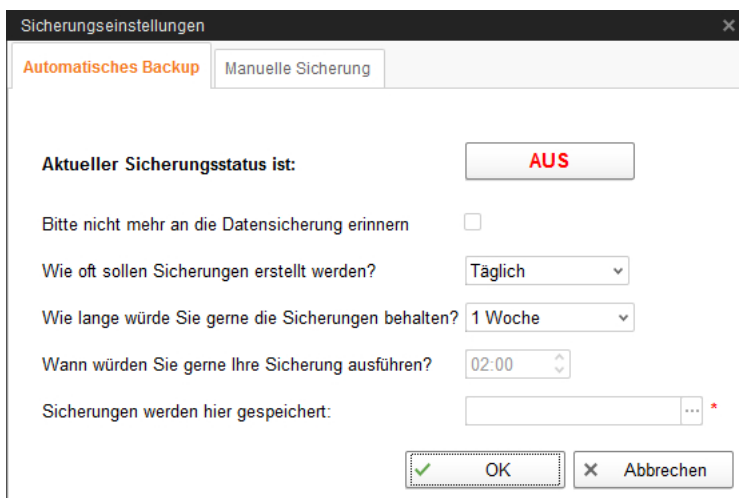 Sicherungseinstellungen
Automatisches Backup
Manuelle Sicherung
Aktueller Sicherungsstatus ist:
AUS
Bitte nicht mehr an die Datensicherung erinnern
Wie oft sollen Sicherungen erstellt werden?
Täglich
Wie lange würde Sie gerne die Sicherungen behalten?
1 Woche
Wann würden Sie gerne Ihre Sicherung ausführen?
02:00
Sicherungen werden hier gespeichert:
... *
OK
Abbrechen